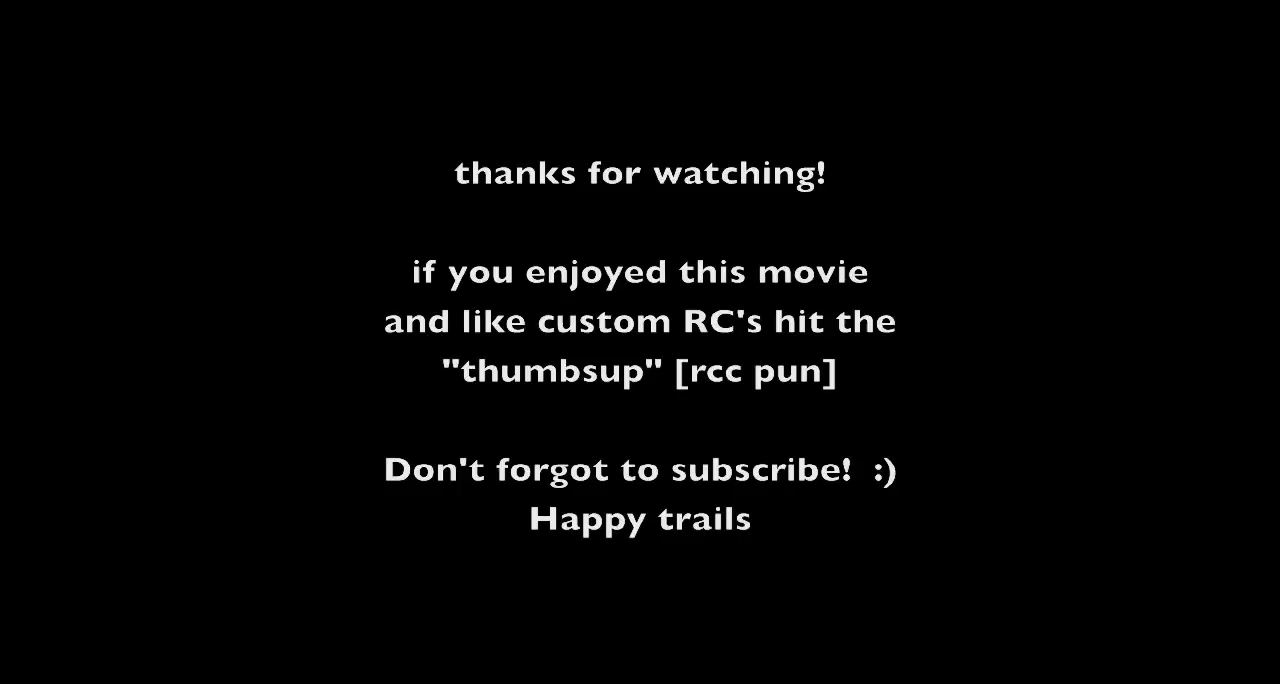 thanks for watching!
if you enjoyed this movie
and like custom RC's hit the
"thumbsup" [rcc pun]
Don't forgot to subscribe!  :)
Happy trails